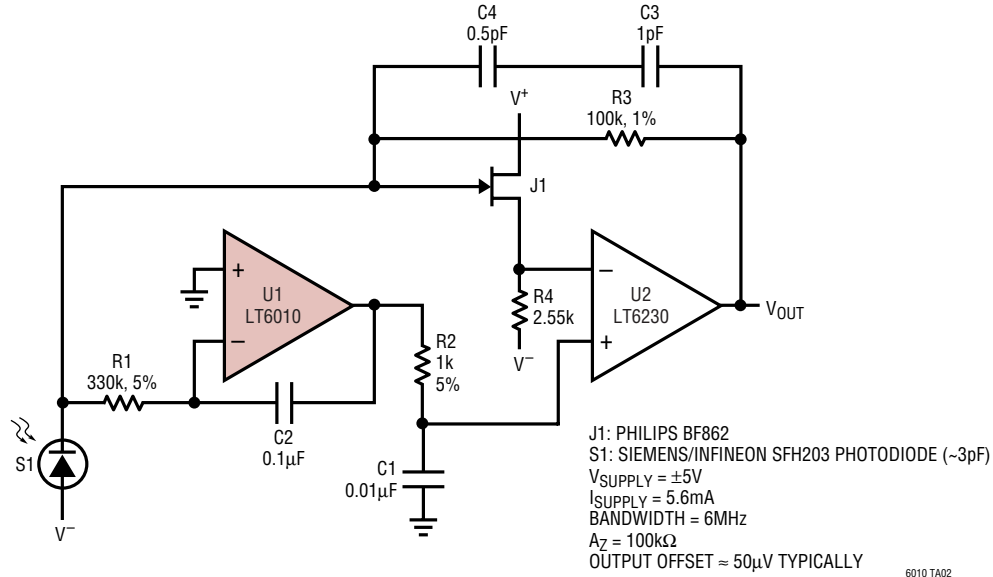 C4
0.5pF
C3
1pF
V+
R3
100k, 1%
J1
+
U1
LT6010
−
R1
330k, 5%
C2
0.1µF
R2
1k
5%
R4
2.55k
V−
−
U2
LT6230
+
VOUT
S1
V−
C1
0.01µF
J1: PHILIPS BF862
S1: SIEMENS/INFINEON SFH203 PHOTODIODE (~3pF)
VSUPPLY = ±5V
ISUPPLY = 5.6mA
BANDWIDTH = 6MHz
AZ = 100kΩ
OUTPUT OFFSET ≈ 50µV TYPICALLY
6010 TA02